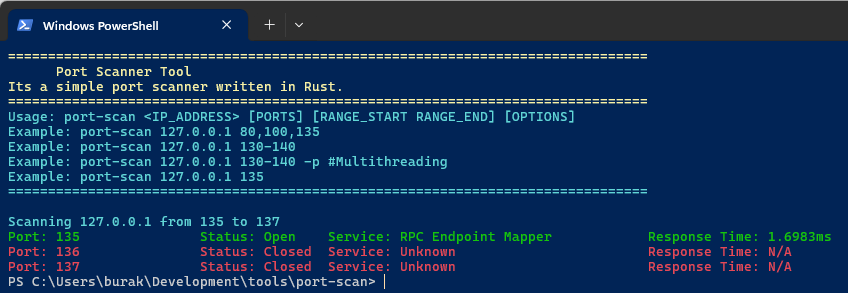 Windows PowerShell
================================================================================
Port Scanner Tool
Its a simple port scanner written in Rust.
================================================================================
Usage: port-scan <IP_ADDRESS> [PORTS] [RANGE_START RANGE_END] [OPTIONS]
Example: port-scan 127.0.0.1 80,100,135
Example: port-scan 127.0.0.1 130-140
Example: port-scan 127.0.0.1 130-140 -p #Multithreading
Example: port-scan 127.0.0.1 135
================================================================================
Scanning 127.0.0.1 from 135 to 137
Port: 135 Status: Open Service: RPC Endpoint Mapper Response Time: 1.6983ms
Port: 136 Status: Closed Service: Unknown Response Time: N/A
Port: 137 Status: Closed Service: Unknown Response Time: N/A
PS C:\Users\burak\Development\tools\port-scan>